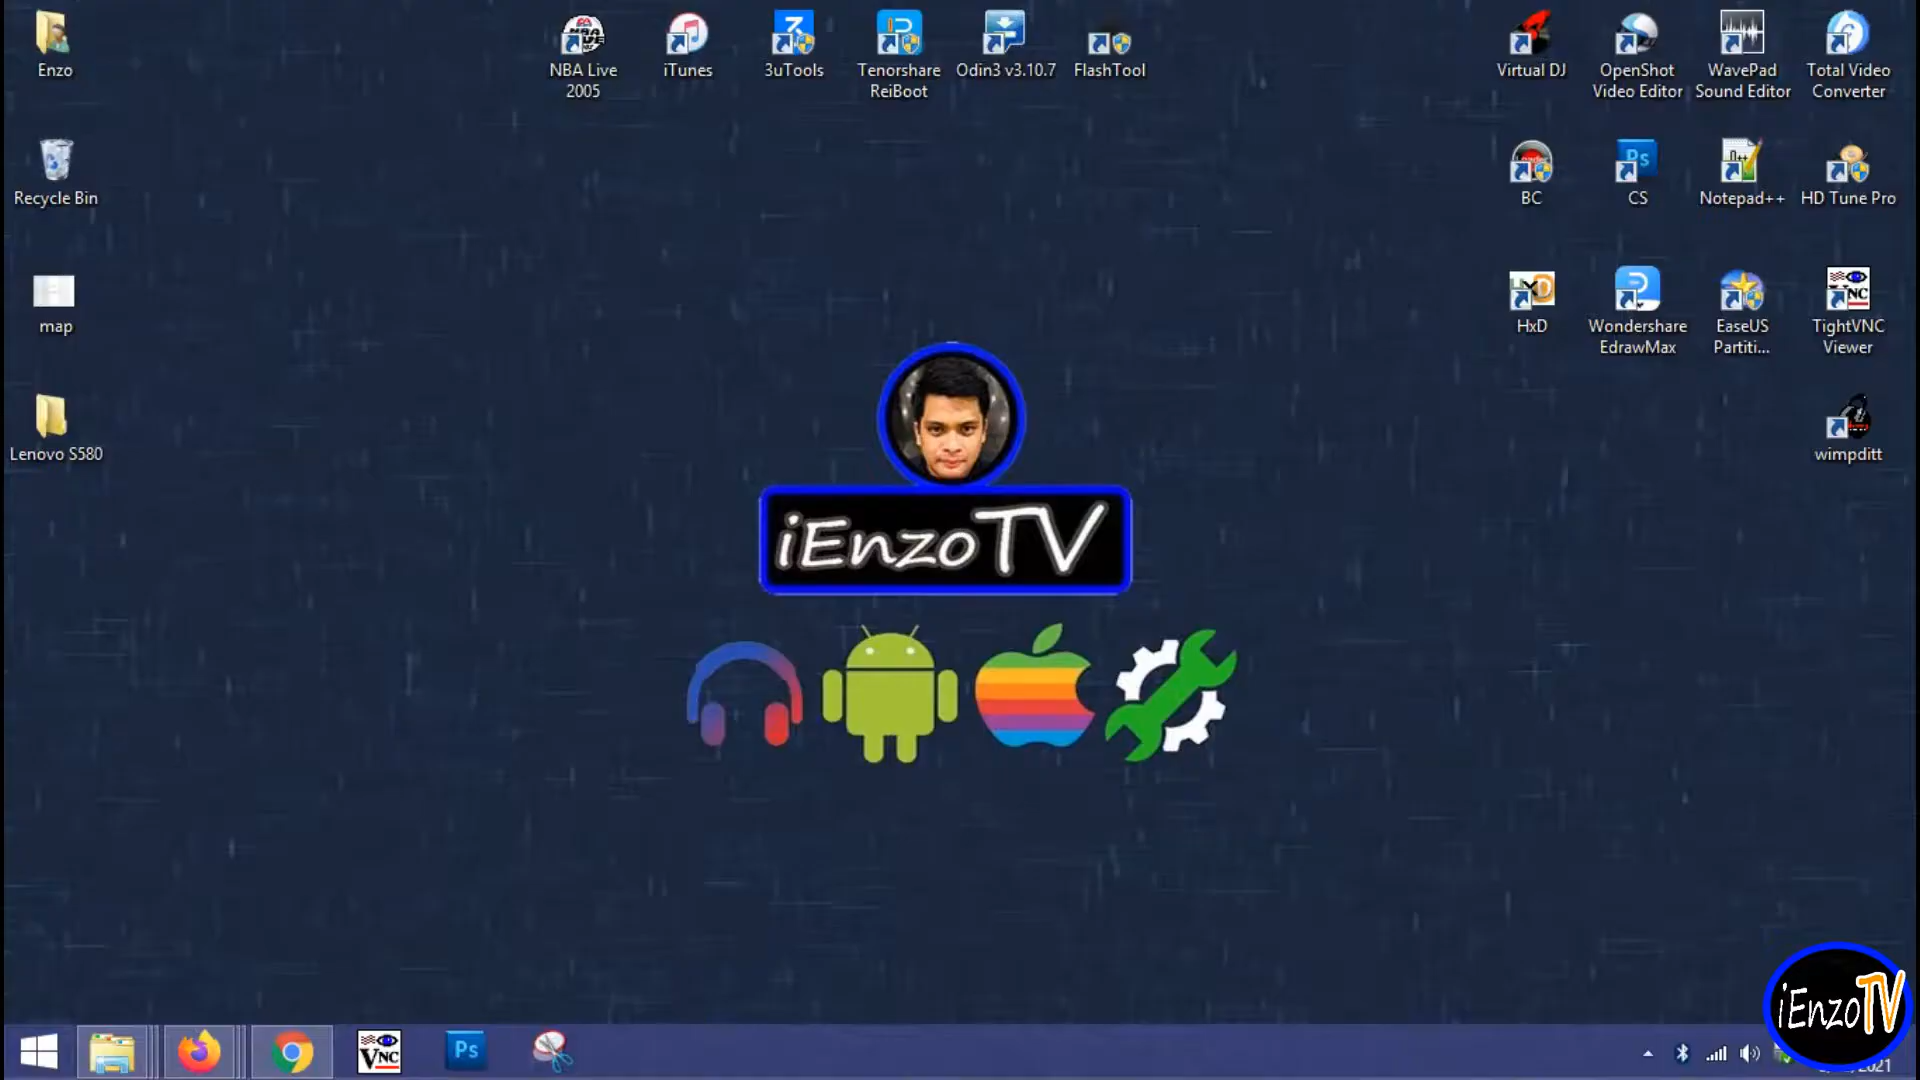 Enzo
NBA Live
2005
iTunes
3uTools
Tenorshare
ReiBoot
Odin3 v3.10.7
FlashTool
Virtual DJ
OpenShot
Video Editor
WavePad
Sound Editor
Total Video
Converter
Recycle Bin
BC
CS
Notepad++
HD Tune Pro
map
HxD
Wondershare
EdrawMax
EaseUS
Partiti...
TightVNC
Viewer
Lenovo S580
wimpditt
iEnzoTV
VNC
Ps
iEnzoTV